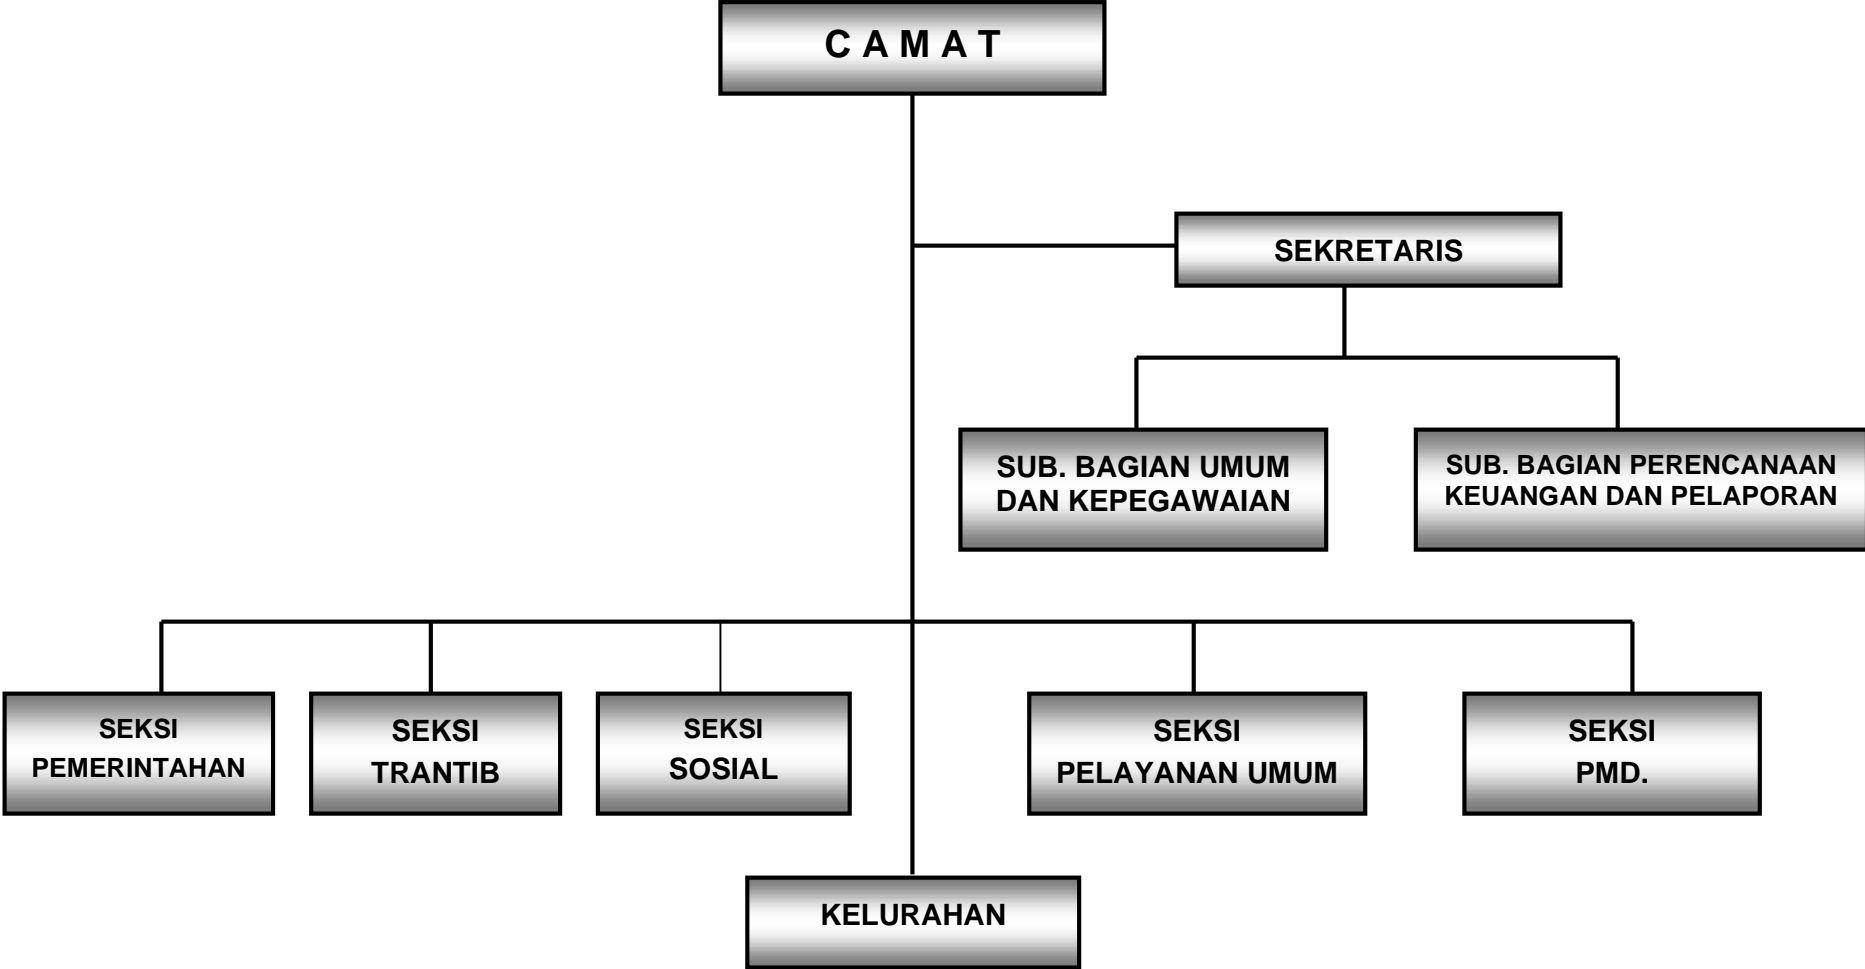 C A M A T
SEKRETARIS
SUB. BAGIAN UMUM
DAN KEPEGAWAIAN
SUB. BAGIAN PERENCANAAN
KEUANGAN DAN PELAPORAN
SEKSI
PEMERINTAHAN
SEKSI
TRANTIB
SEKSI
SOSIAL
SEKSI
PELAYANAN UMUM
SEKSI
PMD.
KELURAHAN